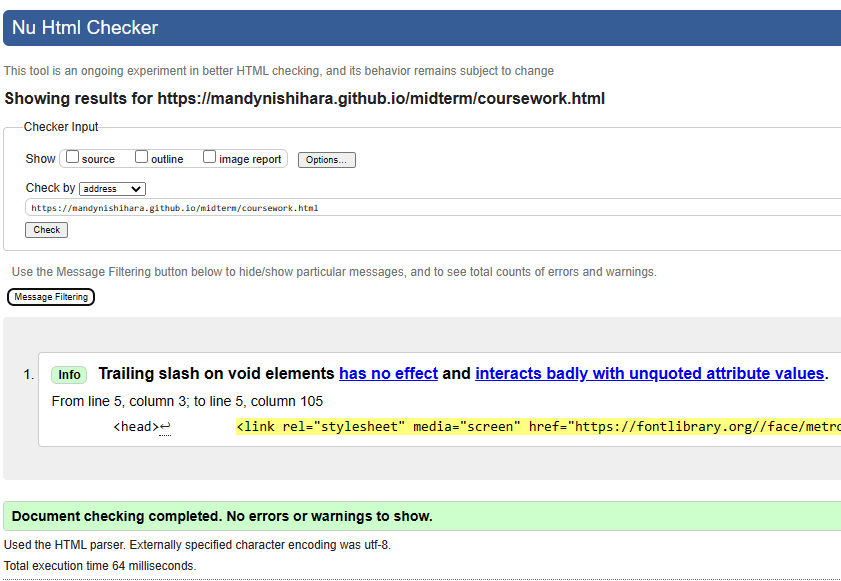 Nu Html Checker
This tool is an ongoing experiment in better HTML checking, and its behavior remains subject to change
Showing results for https://mandynishihara.github.io/midterm/coursework.html
Checker Input
Show source outline image report Options...
Check by address
https://mandynishihara.github.io/midterm/coursework.html
Check
Use the Message Filtering button below to hide/show particular messages, and to see total counts of errors and warnings.
Message Filtering
1. Info Trailing slash on void elements has no effect and interacts badly with unquoted attribute values.
From line 5, column 3; to line 5, column 105
<head>↩ <link rel="stylesheet" media="screen" href="https://fontlibrary.org//face/metro
Document checking completed. No errors or warnings to show.
Used the HTML parser. Externally specified character encoding was utf-8.
Total execution time 64 milliseconds.